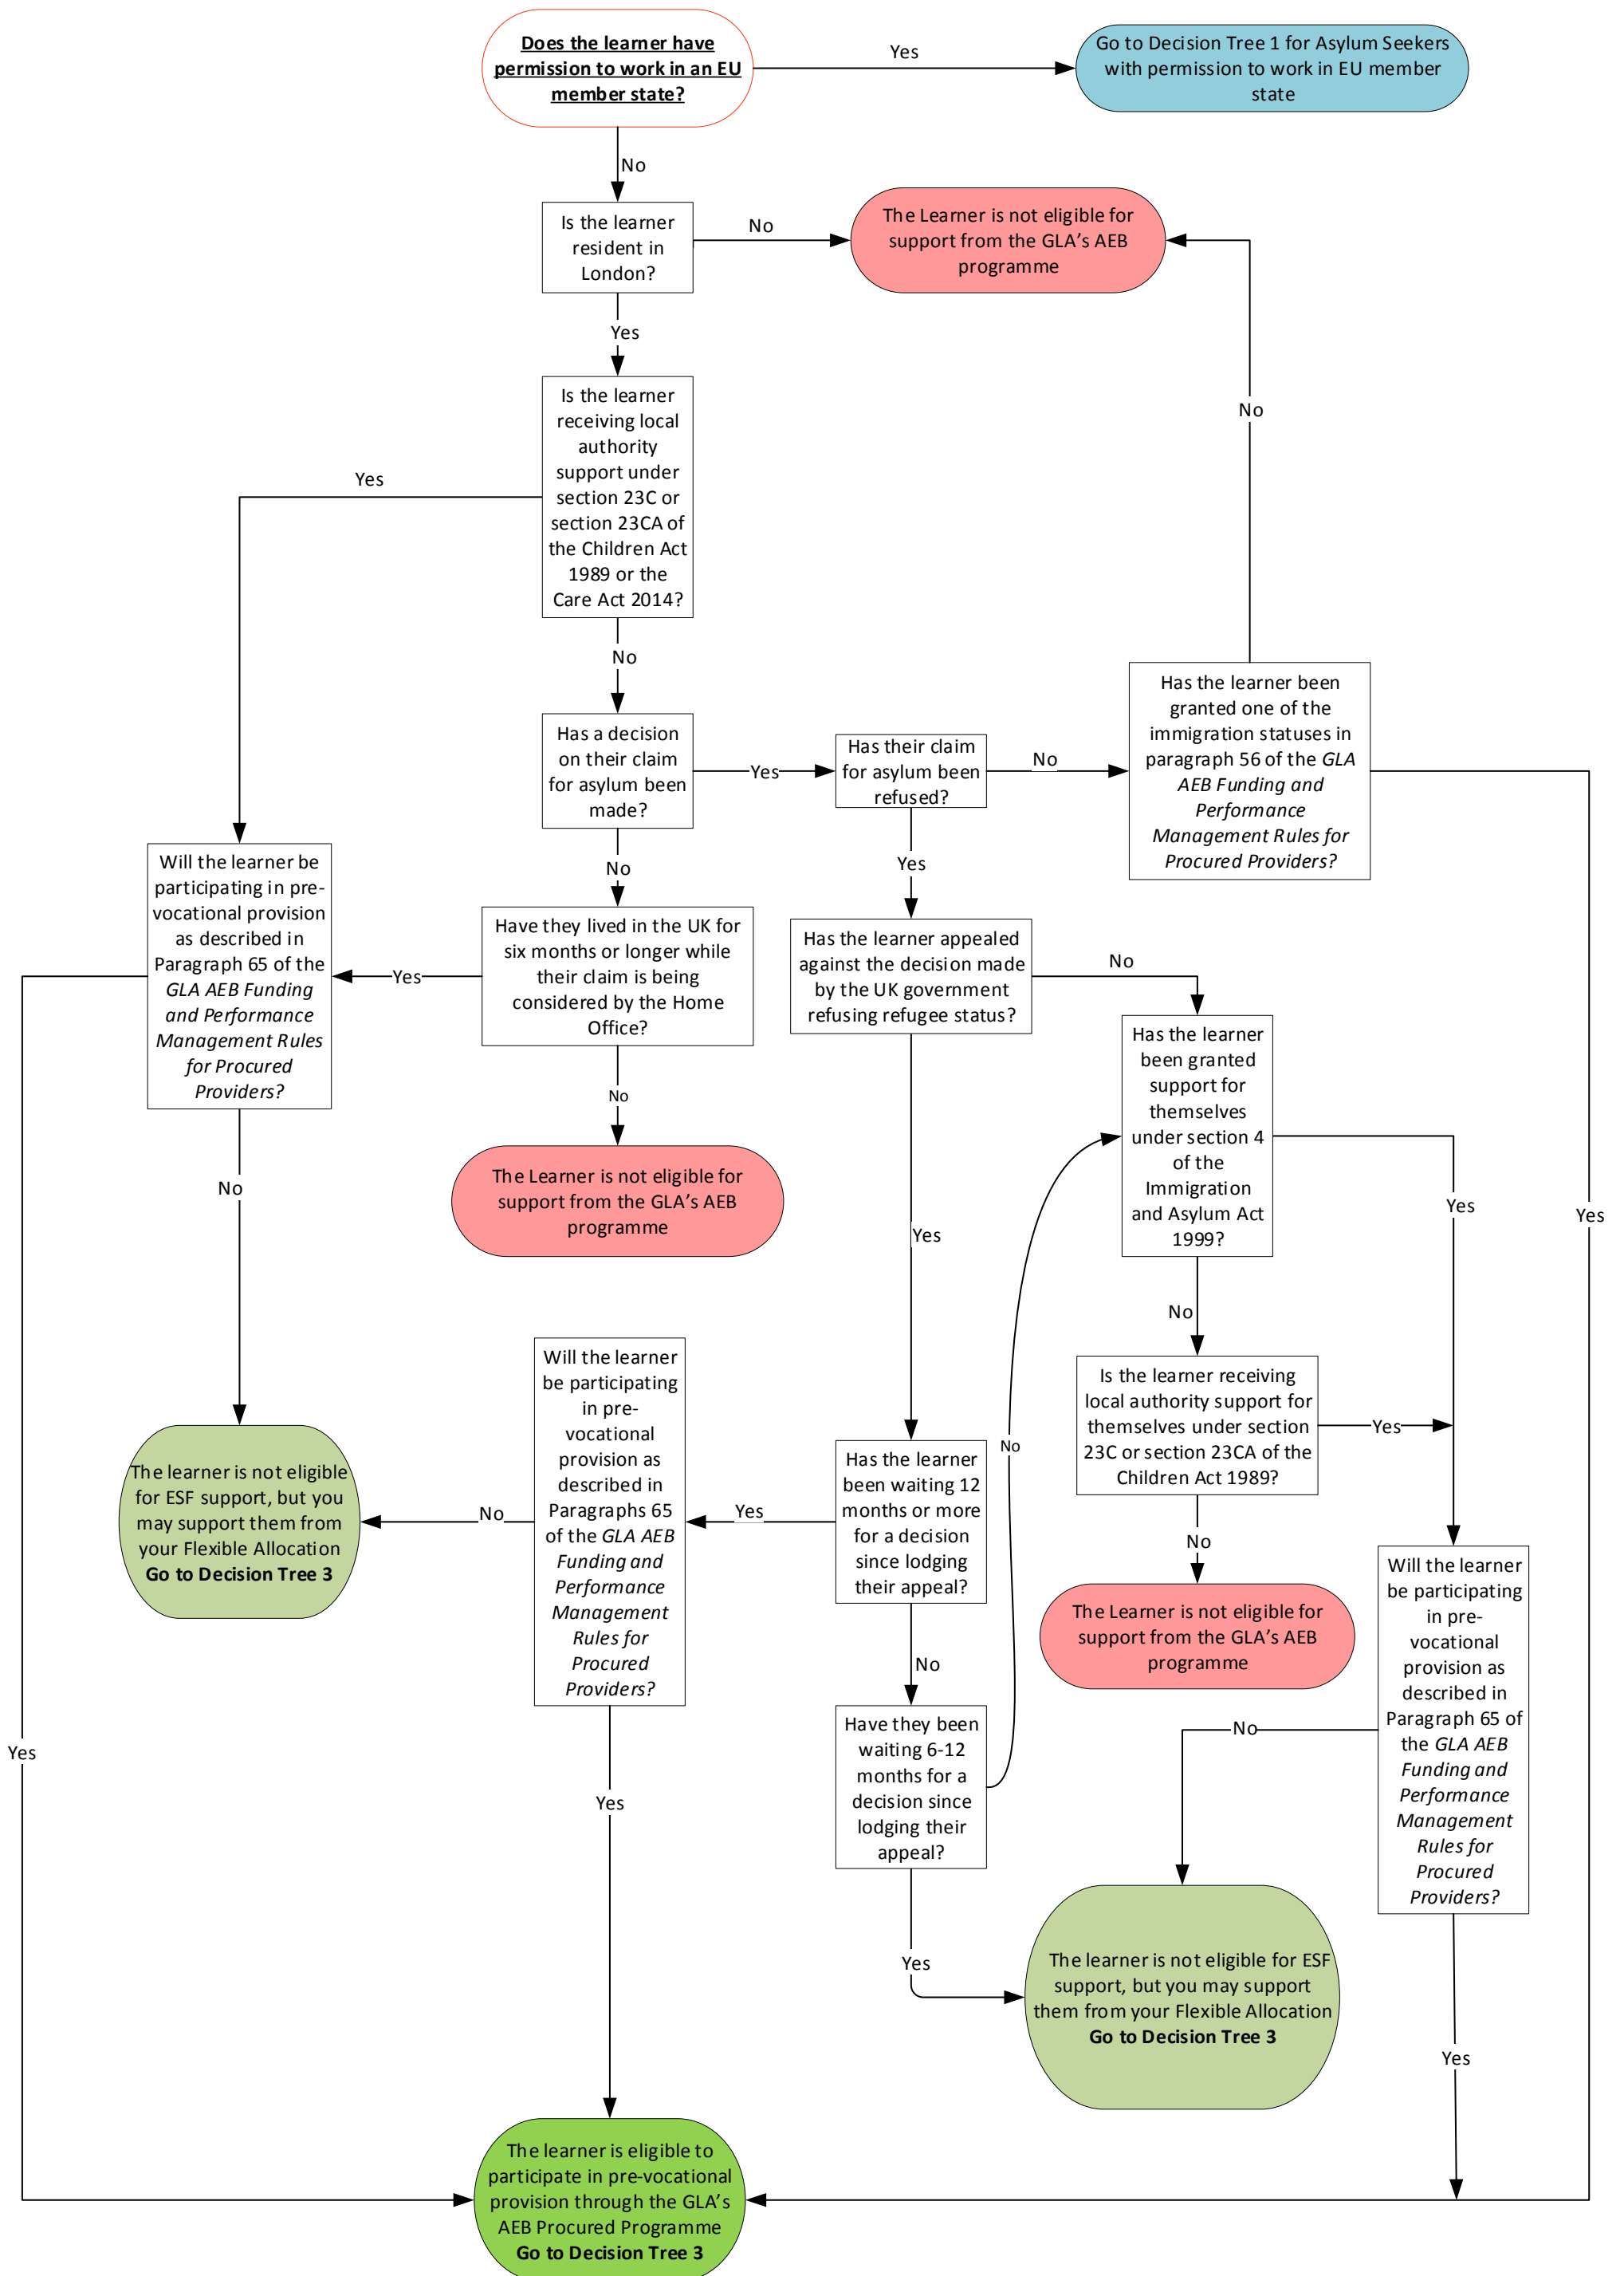 Does the learner have
permission to work in an EU
member state?
Yes
Go to Decision Tree 1 for Asylum Seekers
with permission to work in EU member
state
No
Is the learner
resident in
London?
No
The Learner is not eligible for
support from the GLA’s AEB
programme
Yes
Is the learner
receiving local
authority
support under
section 23C or
section 23CA of
the Children Act
1989 or the
Care Act 2014?
Yes
No
No
Has a decision
on their claim
for asylum been
made?
Yes
Has their claim
for asylum been
refused?
No
Has the learner been
granted one of the
immigration statuses in
paragraph 56 of the GLA
AEB Funding and
Performance
Management Rules for
Procured Providers?
No
Yes
Will the learner be
participating in pre-
vocational provision
as described in
Paragraph 65 of the
GLA AEB Funding
and Performance
Management Rules
for Procured
Providers?
Yes
Have they lived in the UK for
six months or longer while
their claim is being
considered by the Home
Office?
Has the learner appealed
against the decision made
by the UK government
refusing refugee status?
No
Has the learner
been granted
support for
themselves
under section 4
of the
Immigration
and Asylum Act
1999?
No
The Learner is not eligible for
support from the GLA’s AEB
programme
No
Yes
Yes
Yes
No
Will the learner
be participating
in pre-
vocational
provision as
described in
Paragraphs 65
of the GLA AEB
Funding and
Performance
Management
Rules for
Procured
Providers?
Is the learner receiving
local authority support for
themselves under section
23C or section 23CA of the
Children Act 1989?
Yes
No
The learner is not eligible
for ESF support, but you
may support them from
your Flexible Allocation
Go to Decision Tree 3
No
Yes
Has the learner
been waiting 12
months or more
for a decision
since lodging
their appeal?
No
The Learner is not eligible for
support from the GLA’s AEB
programme
Will the learner
be participating
in pre-
vocational
provision as
described in
Paragraph 65 of
the GLA AEB
Funding and
Performance
Management
Rules for
Procured
Providers?
No
Have they been
waiting 6-12
months for a
decision since
lodging their
appeal?
No
Yes
Yes
Yes
The learner is not eligible for ESF
support, but you may support
them from your Flexible Allocation
Go to Decision Tree 3
Yes
The learner is eligible to
participate in pre-vocational
provision through the GLA’s
AEB Procured Programme
Go to Decision Tree 3